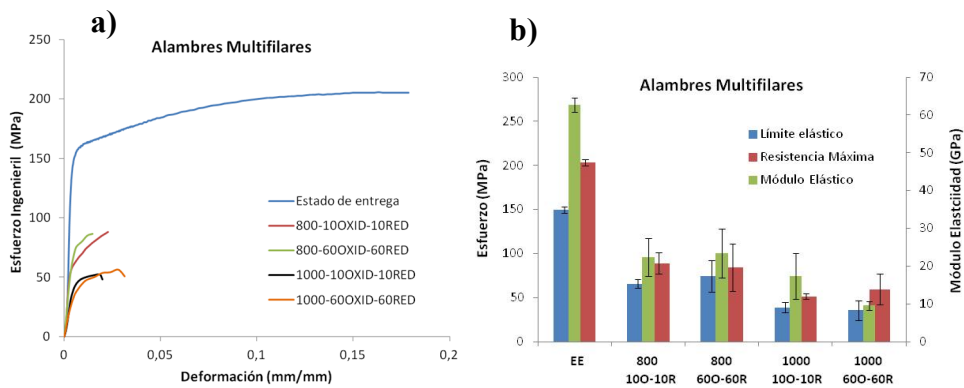 a)
Alambres Multifilares
Esfuerzo Ingenieril (MPa)
250
200
150
100
50
0
0
0,05
0,1
0,15
0,2
Deformación (mm/mm)
Estado de entrega
800-10OXID-10RED
800-60OXID-60RED
1000-10OXID-10RED
1000-60OXID-60RED
b)
Alambres Multifilares
Esfuerzo (MPa)
300
250
200
150
100
50
0
Límite elástico
Resistencia Máxima
Módulo Elástico
70
60
50
40
30
20
10
0
Módulo Elastciidad (GPa)
EE
800
10O-10R
800
60O-60R
1000
10O-10R
1000
60O-60R